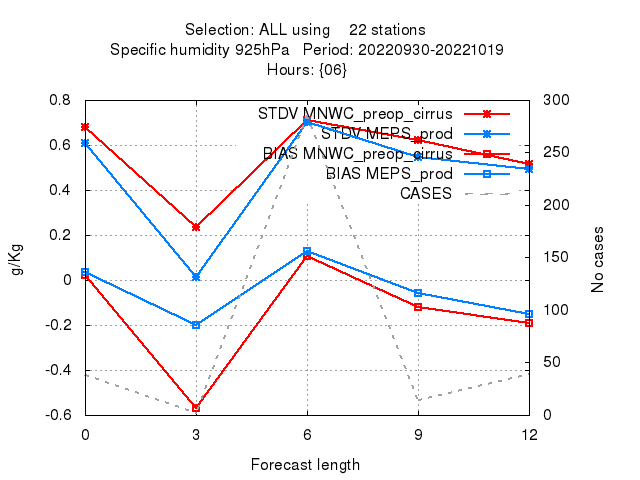 Selection: ALL using 22 stations
Specific humidity 925hPa Period: 20220930-20221019
Hours: {06}
0.8
0.6
0.4
0.2
0
-0.2
-0.4
-0.6
g/Kg
STDV MNWC_preop_cirrus
STDV MEPS_prod
BIAS MNWC_preop_cirrus
BIAS MEPS_prod
CASES
300
250
200
150
100
50
0
No cases
0 3 6 9 12
Forecast length